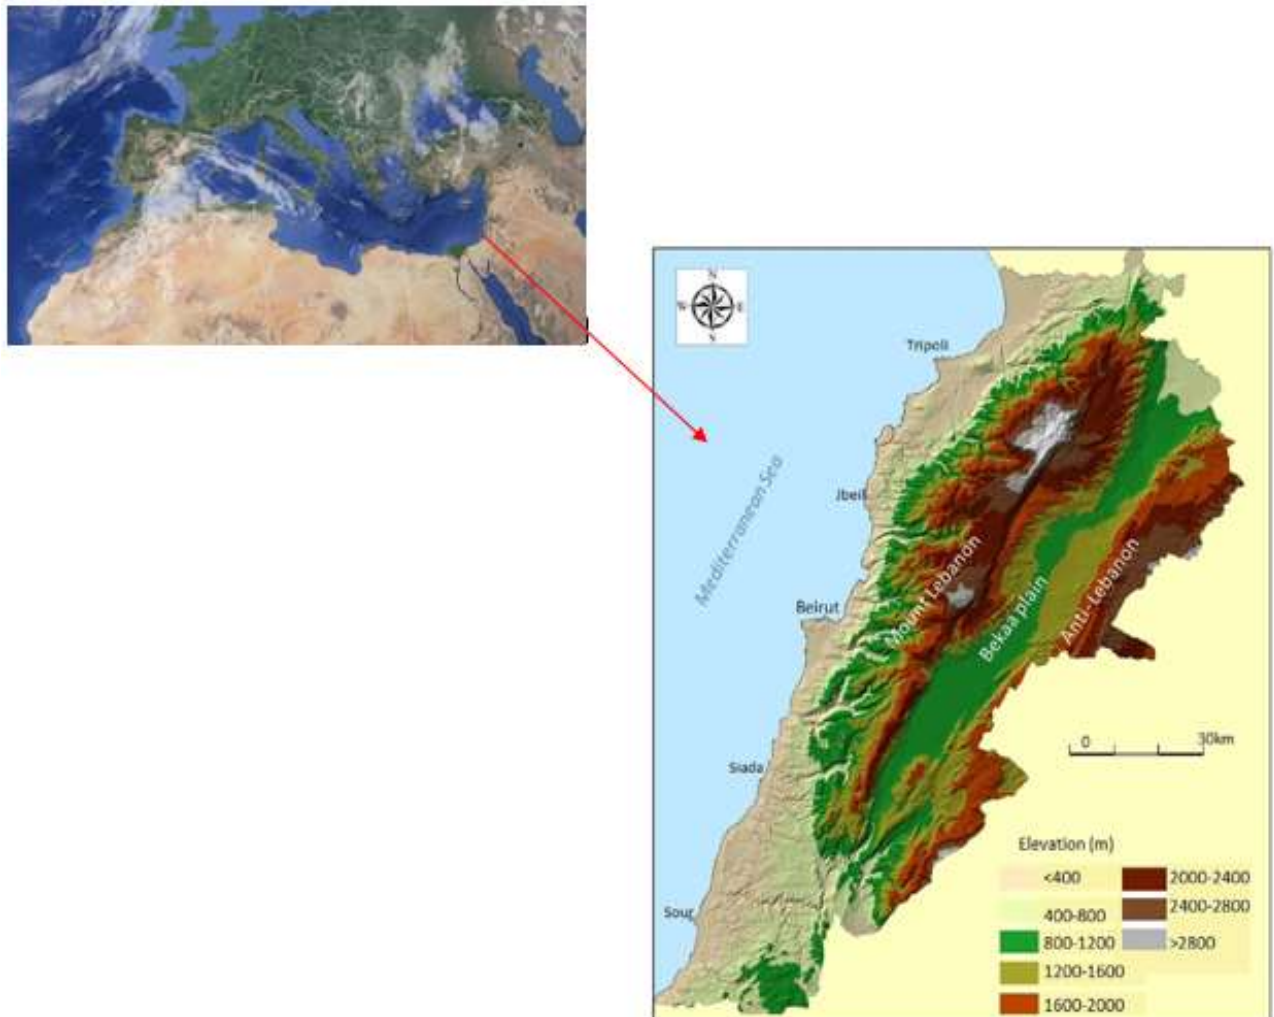 N
W E
S
Tripoli
Jbeil
Mediterranean Sea
Mount Lebanon
Bekaa plain
Anti-Lebanon
Beirut
0 30km
Siada
Sour
Elevation (m)
<400
400-800
800-1200
1200-1600
1600-2000
2000-2400
2400-2800
>2800